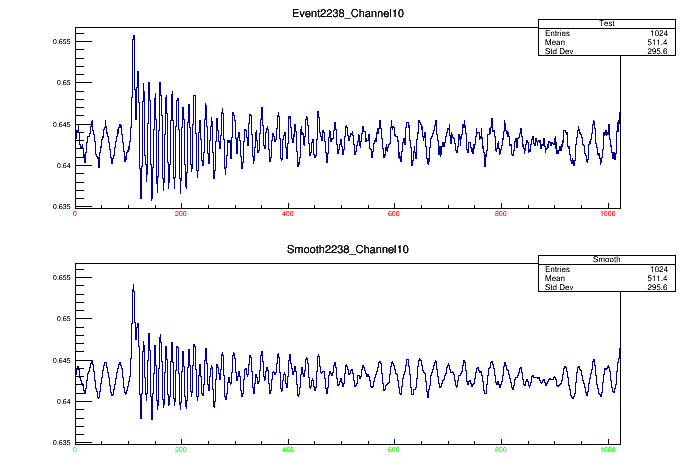 Event2238_Channel10
Test
Entries 1024
Mean 511.4
Std Dev 295.6
0.655
0.65
0.645
0.64
0.635
0 200 400 600 800 1000
Smooth2238_Channel10
Smooth
Entries 1024
Mean 511.4
Std Dev 295.6
0.655
0.65
0.645
0.64
0.635
0 200 400 600 800 1000